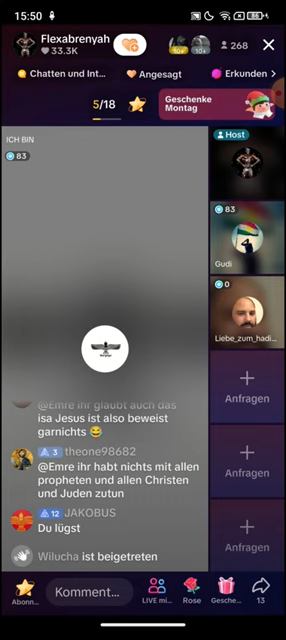 15:50
Flexabrenyah
33.3K
10+
10+
268
Chatten und Int...
Angesagt
Erkunden
5/18
Geschenke
Montag
ICH BIN
83
Host
83
Gudi
0
Liebe_zum_hadi...
Anfragen
Anfragen
Anfragen
@Emre ihr glaubt auch das
isa Jesus ist also beweist
garnichts 😂
3 theone98682
@Emre ihr habt nichts mit allen
propheten und allen Christen
und Juden zutun
12 JAKOBUS
Du lügst
Wilucha ist beigetreten
Abonn...
Komment...
LIVE mi...
Rose
Gesche...
13